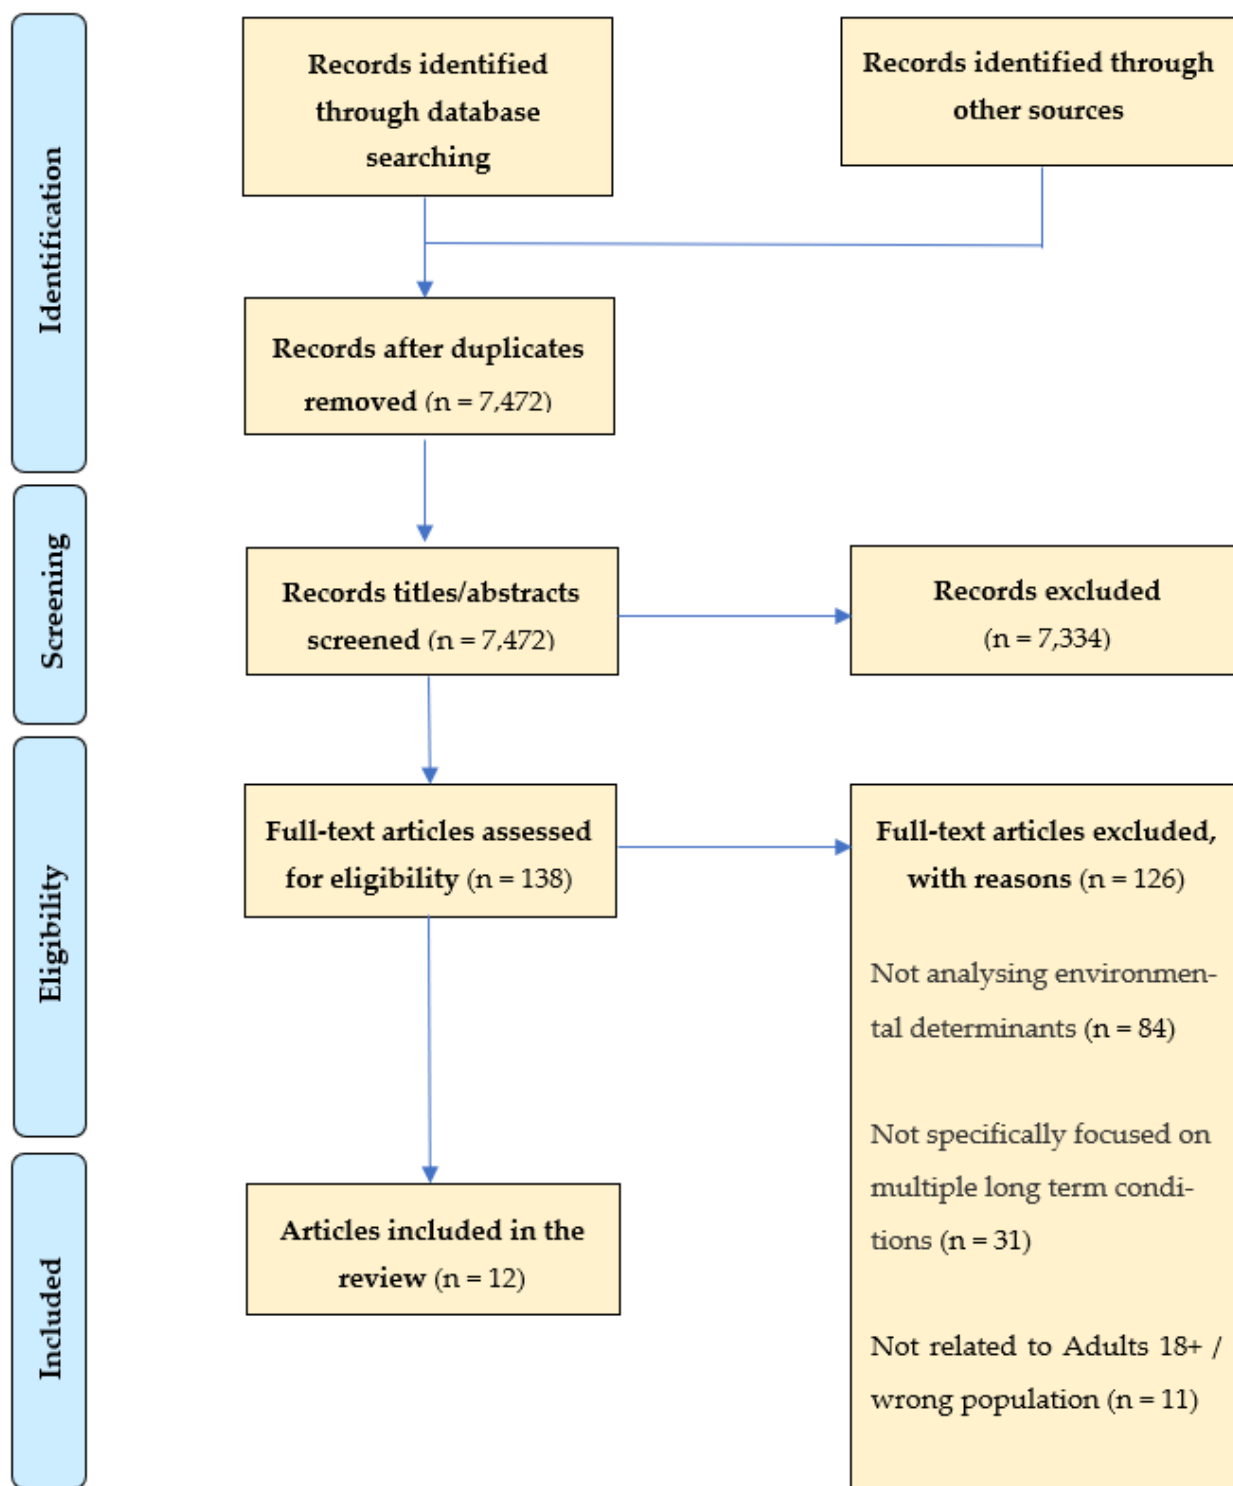 Identification
Records identified
through database
searching
Records identified through
other sources
Records after duplicates
removed (n = 7,472)
Screening
Records titles/abstracts
screened (n = 7,472)
Records excluded
(n = 7,334)
Eligibility
Full-text articles assessed
for eligibility (n = 138)
Full-text articles excluded,
with reasons (n = 126)
Not analysing environmen-
tal determinants (n = 84)
Not specifically focused on
multiple long term condi-
tions (n = 31)
Not related to Adults 18+ /
wrong population (n = 11)
Included
Articles included in the
review (n = 12)